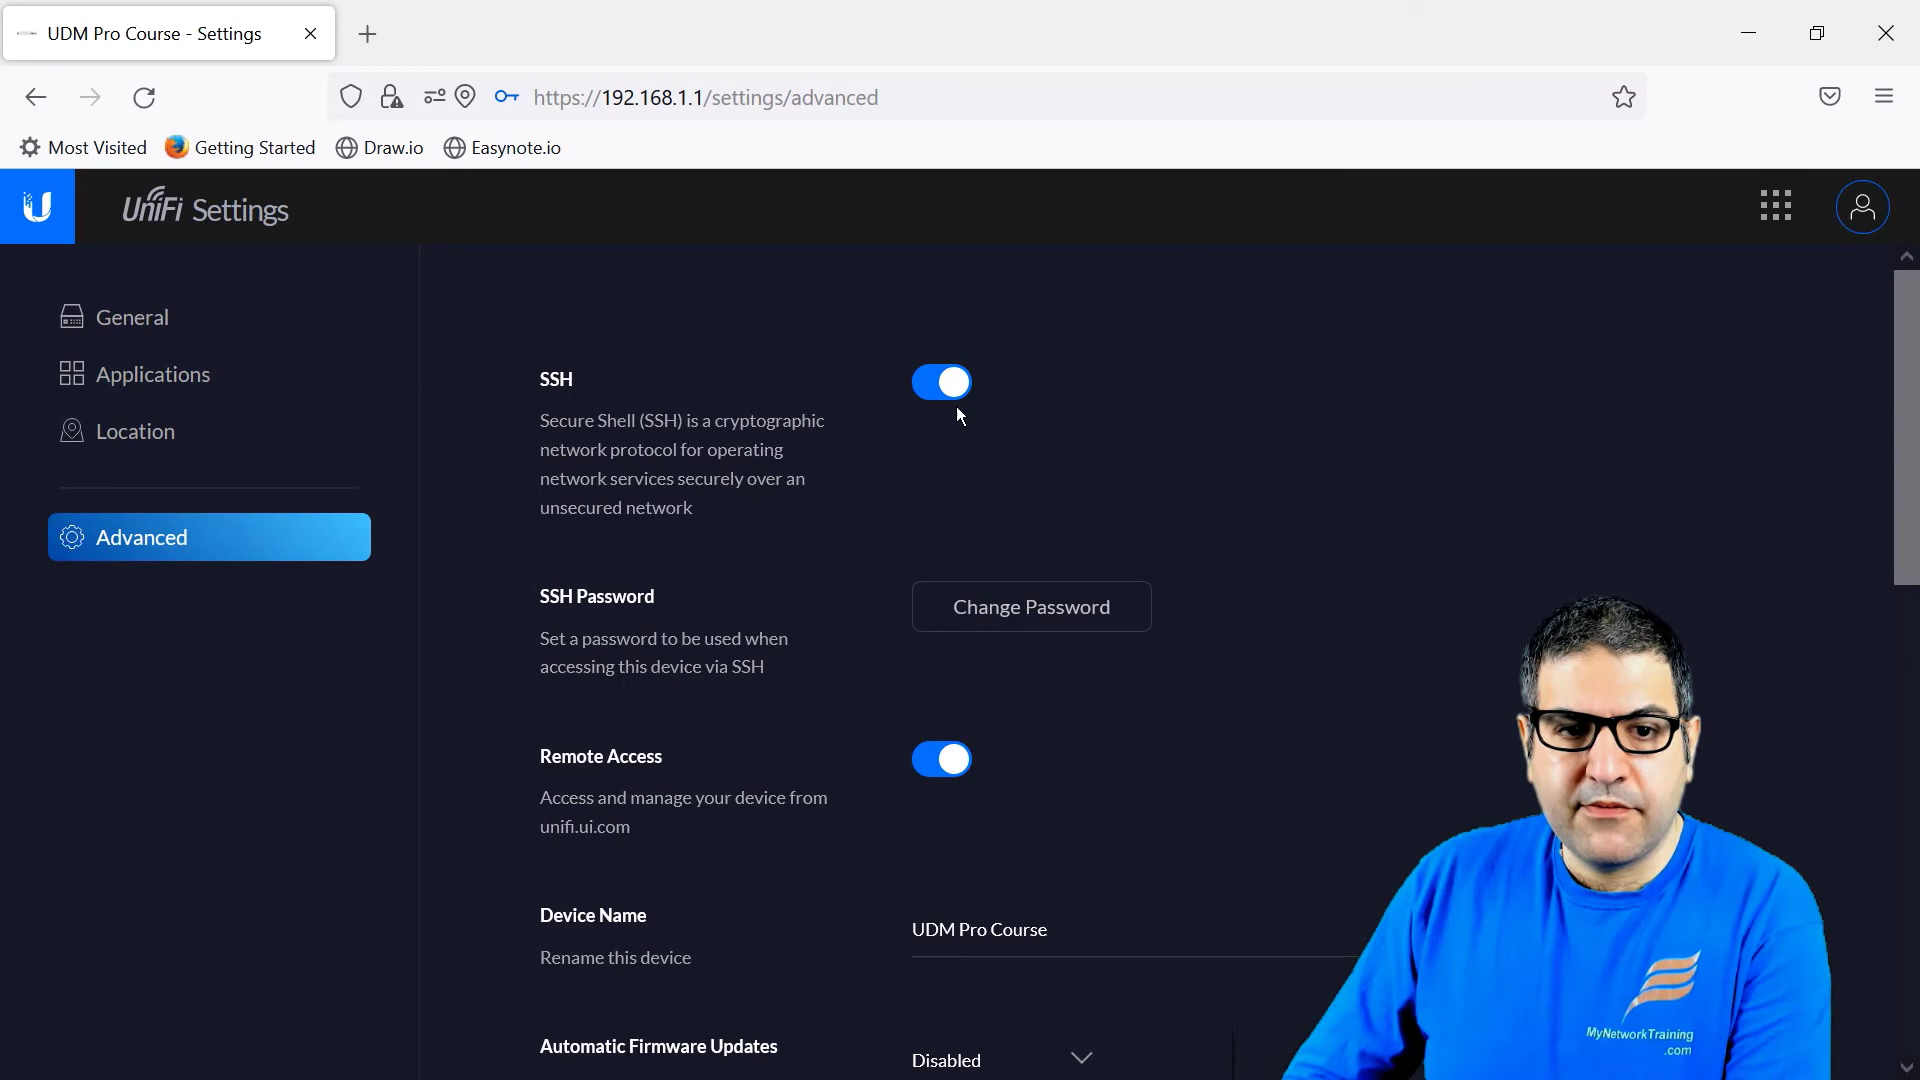 UDM Pro Course - Settings
https://192.168.1.1/settings/advanced
Most Visited
Getting Started
Draw.io
Easynote.io
UniFi Settings
General
Applications
Location
Advanced
SSH
Secure Shell (SSH) is a cryptographic
network protocol for operating
network services securely over an
unsecured network
SSH Password
Change Password
Set a password to be used when
accessing this device via SSH
Remote Access
Access and manage your device from
unifi.ui.com
Device Name
UDM Pro Course
Rename this device
Automatic Firmware Updates
Disabled
MyNetworkTraining
.com